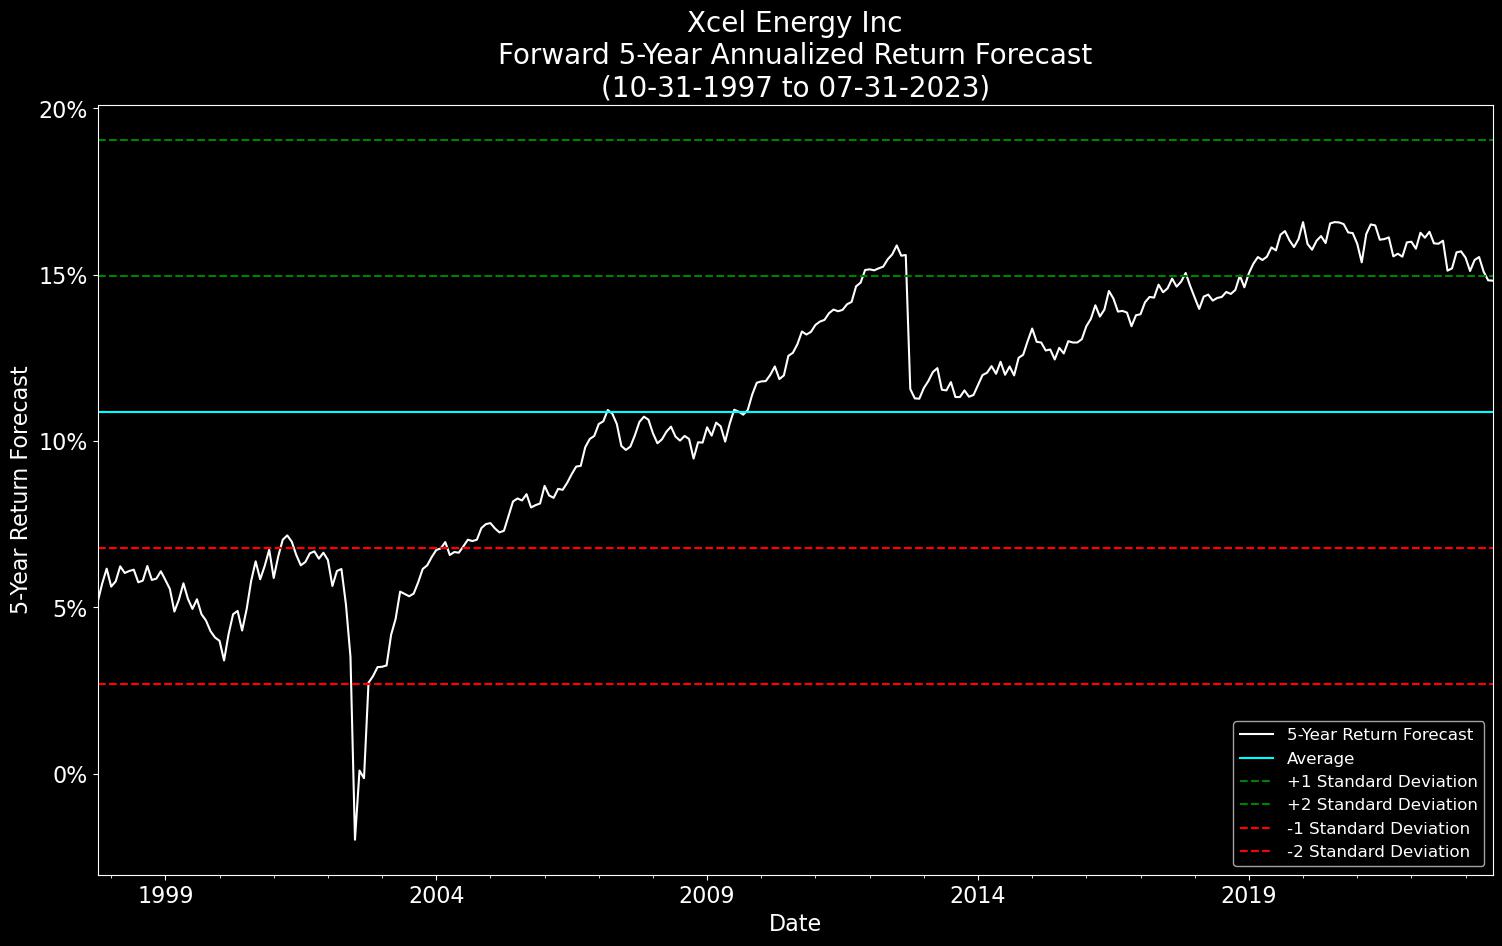 Xcel Energy Inc
Forward 5-Year Annualized Return Forecast
(10-31-1997 to 07-31-2023)
5-Year Return Forecast
20%
15%
10%
5%
0%
5-Year Return Forecast
Average
+1 Standard Deviation
+2 Standard Deviation
-1 Standard Deviation
-2 Standard Deviation
1999 2004 2009 2014 2019
Date